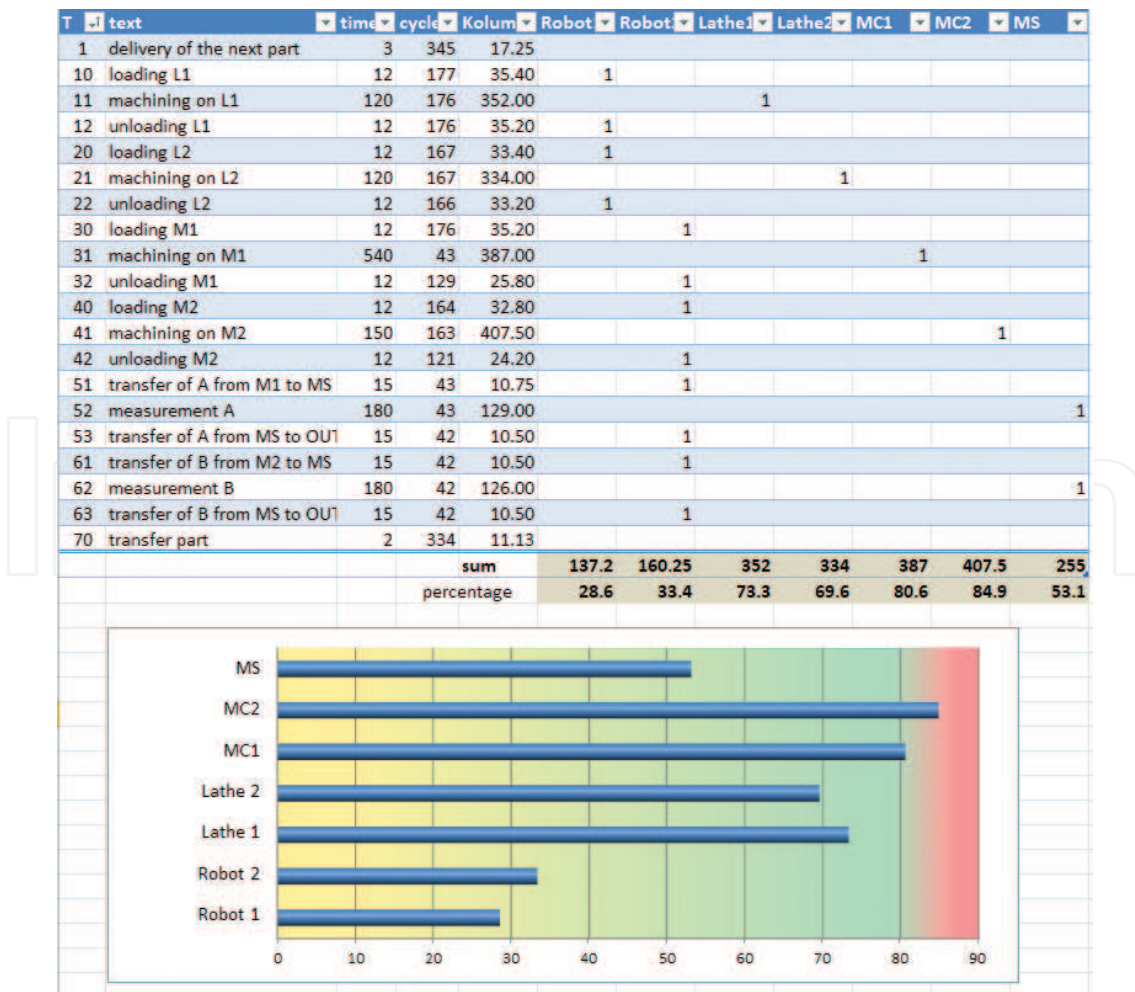 T text time cycle Kolum Robot Robot Lathe1 Lathe2 MC1 MC2 MS
1 delivery of the next part 3 345 17.25
10 loading L1 12 177 35.40 1
11 machining on L1 120 176 352.00 1
12 unloading L1 12 176 35.20 1
20 loading L2 12 167 33.40 1
21 machining on L2 120 167 334.00 1
22 unloading L2 12 166 33.20 1
30 loading M1 12 176 35.20 1
31 machining on M1 540 43 387.00 1
32 unloading M1 12 129 25.80 1
40 loading M2 12 164 32.80 1
41 machining on M2 150 163 407.50 1
42 unloading M2 12 121 24.20 1
51 transfer of A from M1 to MS 15 43 10.75 1
52 measurement A 180 43 129.00 1
53 transfer of A from MS to OUT 15 42 10.50 1
61 transfer of B from M2 to MS 15 42 10.50 1
62 measurement B 180 42 126.00 1
63 transfer of B from MS to OUT 15 42 10.50 1
70 transfer part 2 334 11.13
sum 137.2 160.25 352 334 387 407.5 255
percentage 28.6 33.4 73.3 69.6 80.6 84.9 53.1
MS
MC2
MC1
Lathe 2
Lathe 1
Robot 2
Robot 1
0 10 20 30 40 50 60 70 80 90